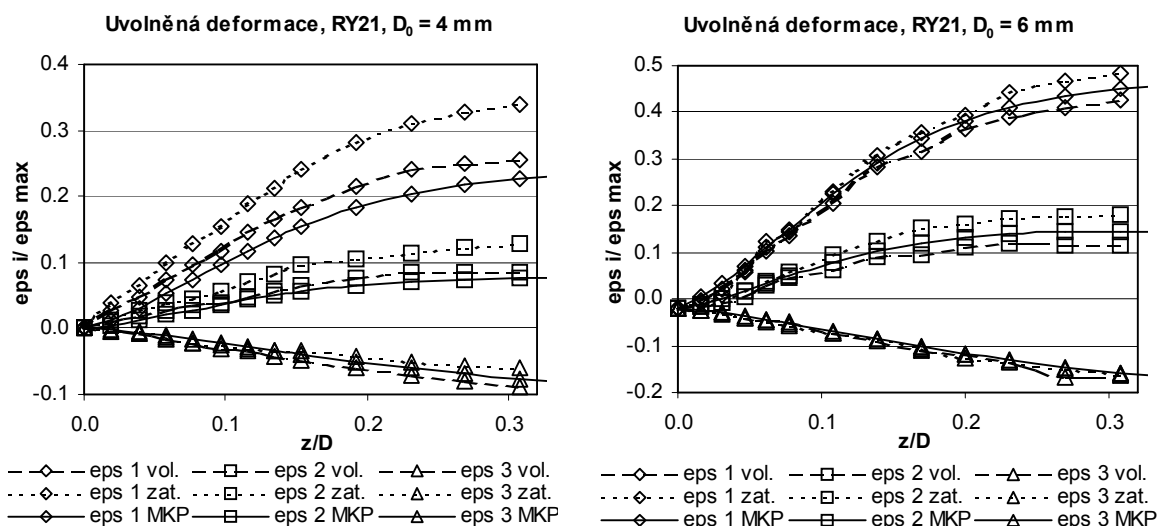 Uvolněná deformace, RY21, D0 = 4 mm
eps i/ eps max
0.4
0.3
0.2
0.1
0.0
-0.1
0.0 0.1 0.2 0.3
z/D
eps 1 vol. eps 2 vol. eps 3 vol.
eps 1 zat. eps 2 zat. eps 3 zat.
eps 1 MKP eps 2 MKP eps 3 MKP
Uvolněná deformace, RY21, D0 = 6 mm
eps i/ eps max
0.5
0.4
0.3
0.2
0.1
0.0
-0.1
-0.2
0.0 0.1 0.2 0.3
z/D
eps 1 vol. eps 2 vol. eps 3 vol.
eps 1 zat. eps 2 zat. eps 3 zat.
eps 1 MKP eps 2 MKP eps 3 MKP